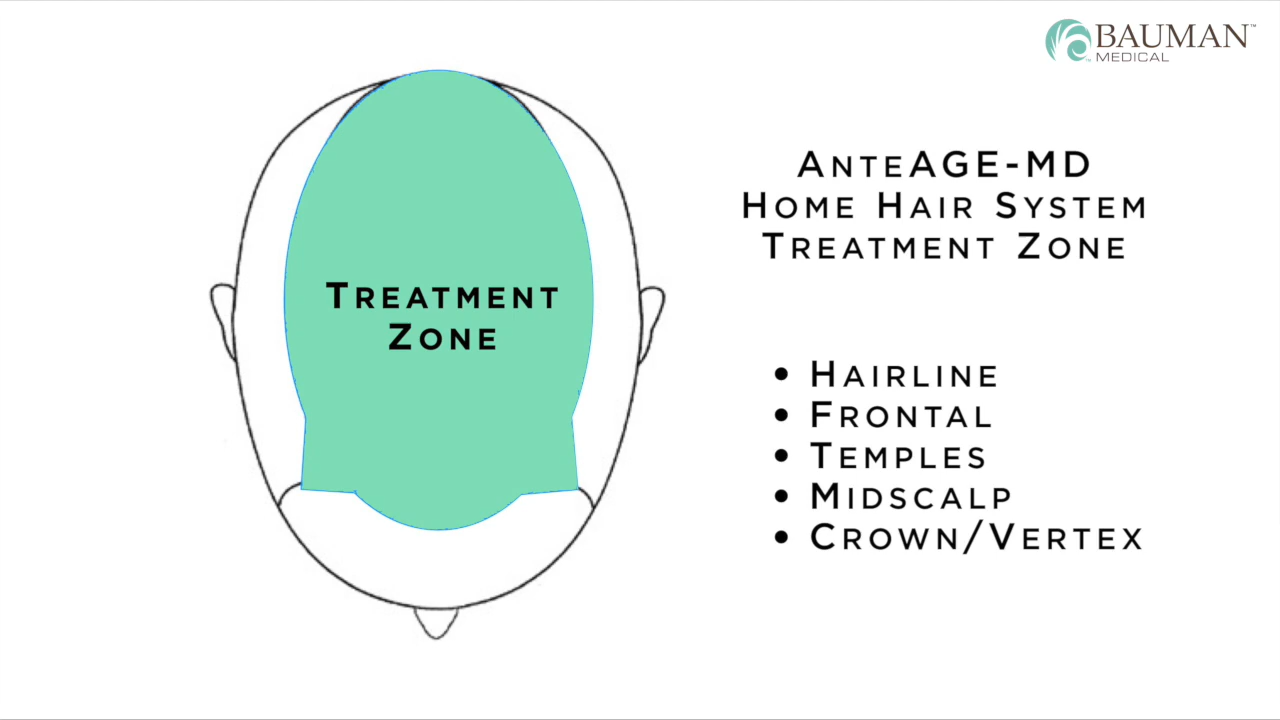 BAUMAN™
MEDICAL
AnteAGE-MD
Home Hair System
Treatment Zone
Treatment
Zone
• Hairline
• Frontal
• Temples
• Midscalp
• Crown/Vertex